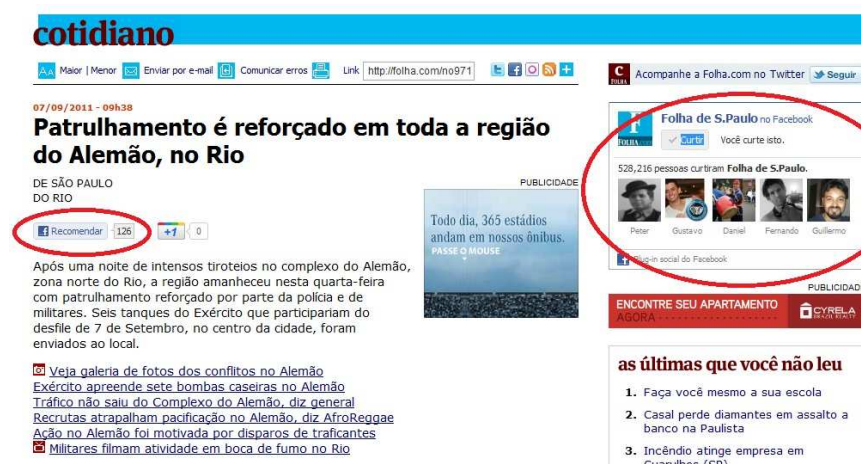 cotidiano
AA Maior | Menor Enviar por e-mail Comunicar erros Link http://folha.com/no971
07/09/2011 - 09h38
Patrulhamento é reforçado em toda a região
do Alemão, no Rio
DE SÃO PAULO
DO RIO
Recomendar 126 +1 0
Após uma noite de intensos tiroteios no complexo do Alemão,
zona norte do Rio, a região amanheceu nesta quarta-feira
com patrulhamento reforçado por parte da polícia e de
militares. Seis tanques do Exército que participariam do
desfile de 7 de Setembro, no centro da cidade, foram
enviados ao local.
Veja galeria de fotos dos conflitos no Alemão
Exército apreende sete bombas caseiras no Alemão
Tráfico não saiu do Complexo do Alemão, diz general
Recrutas atrapalham pacificação no Alemão, diz AfroReggae
Ação no Alemão foi motivada por disparos de traficantes
Militares filmam atividade em boca de fumo no Rio
PUBLICIDADE
Todo dia, 365 estádios
andam em nossos ônibus.
PASSE O MOUSE
C
FOLHA
Acompanhe a Folha.com no Twitter Seguir
F
FOLHA.com
Folha de S.Paulo no Facebook
Curtir Você curte isto.
528,216 pessoas curtiram Folha de S.Paulo.
Peter Gustavo Daniel Fernando Guillermo
Plug-in social do Facebook
PUBLICIDAD
ENCONTRE SEU APARTAMENTO
AGORA
CYRELA
BRAZIL REALTY
as últimas que você não leu
1. Faça você mesmo a sua escola
2. Casal perde diamantes em assalto a
banco na Paulista
3. Incêndio atinge empresa em
Guarulhos (SP)